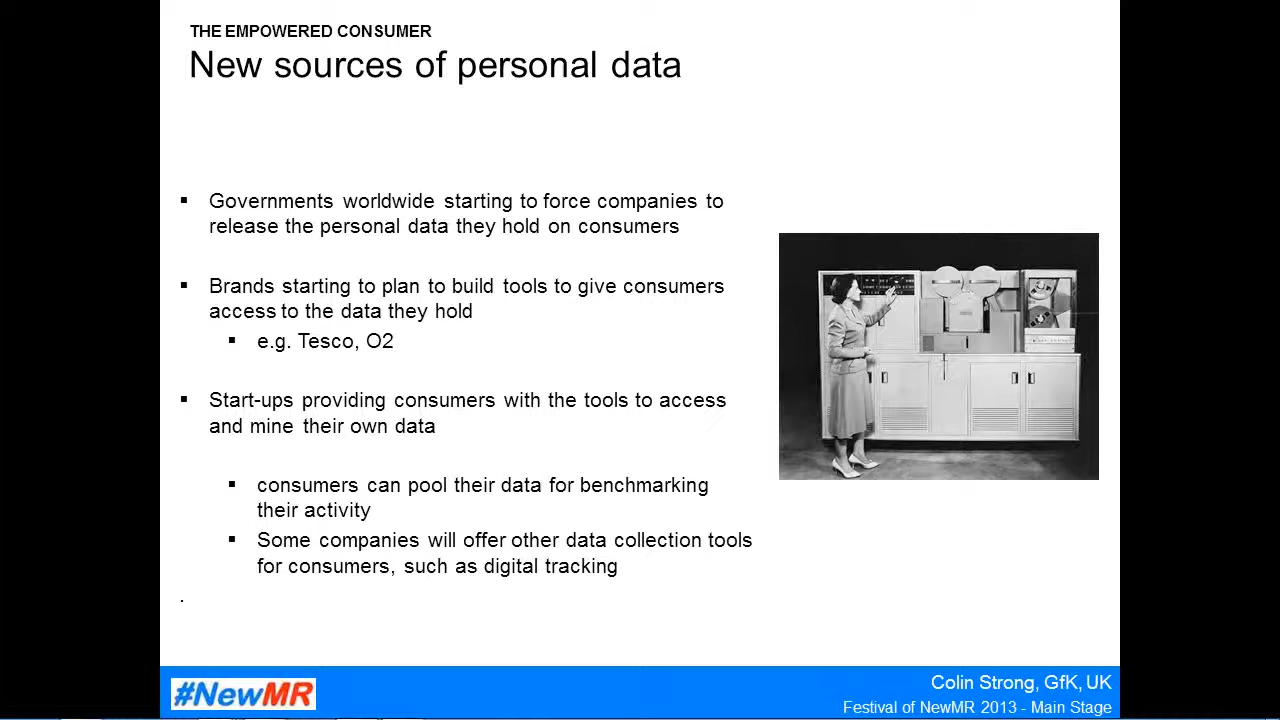 THE EMPOWERED CONSUMER
New sources of personal data
▪ Governments worldwide starting to force companies to
release the personal data they hold on consumers
▪ Brands starting to plan to build tools to give consumers
access to the data they hold
▪ e.g. Tesco, O2
▪ Start-ups providing consumers with the tools to access
and mine their own data
▪ consumers can pool their data for benchmarking
their activity
▪ Some companies will offer other data collection tools
for consumers, such as digital tracking
.
#NewMR
Colin Strong, GfK, UK
Festival of NewMR 2013 - Main Stage